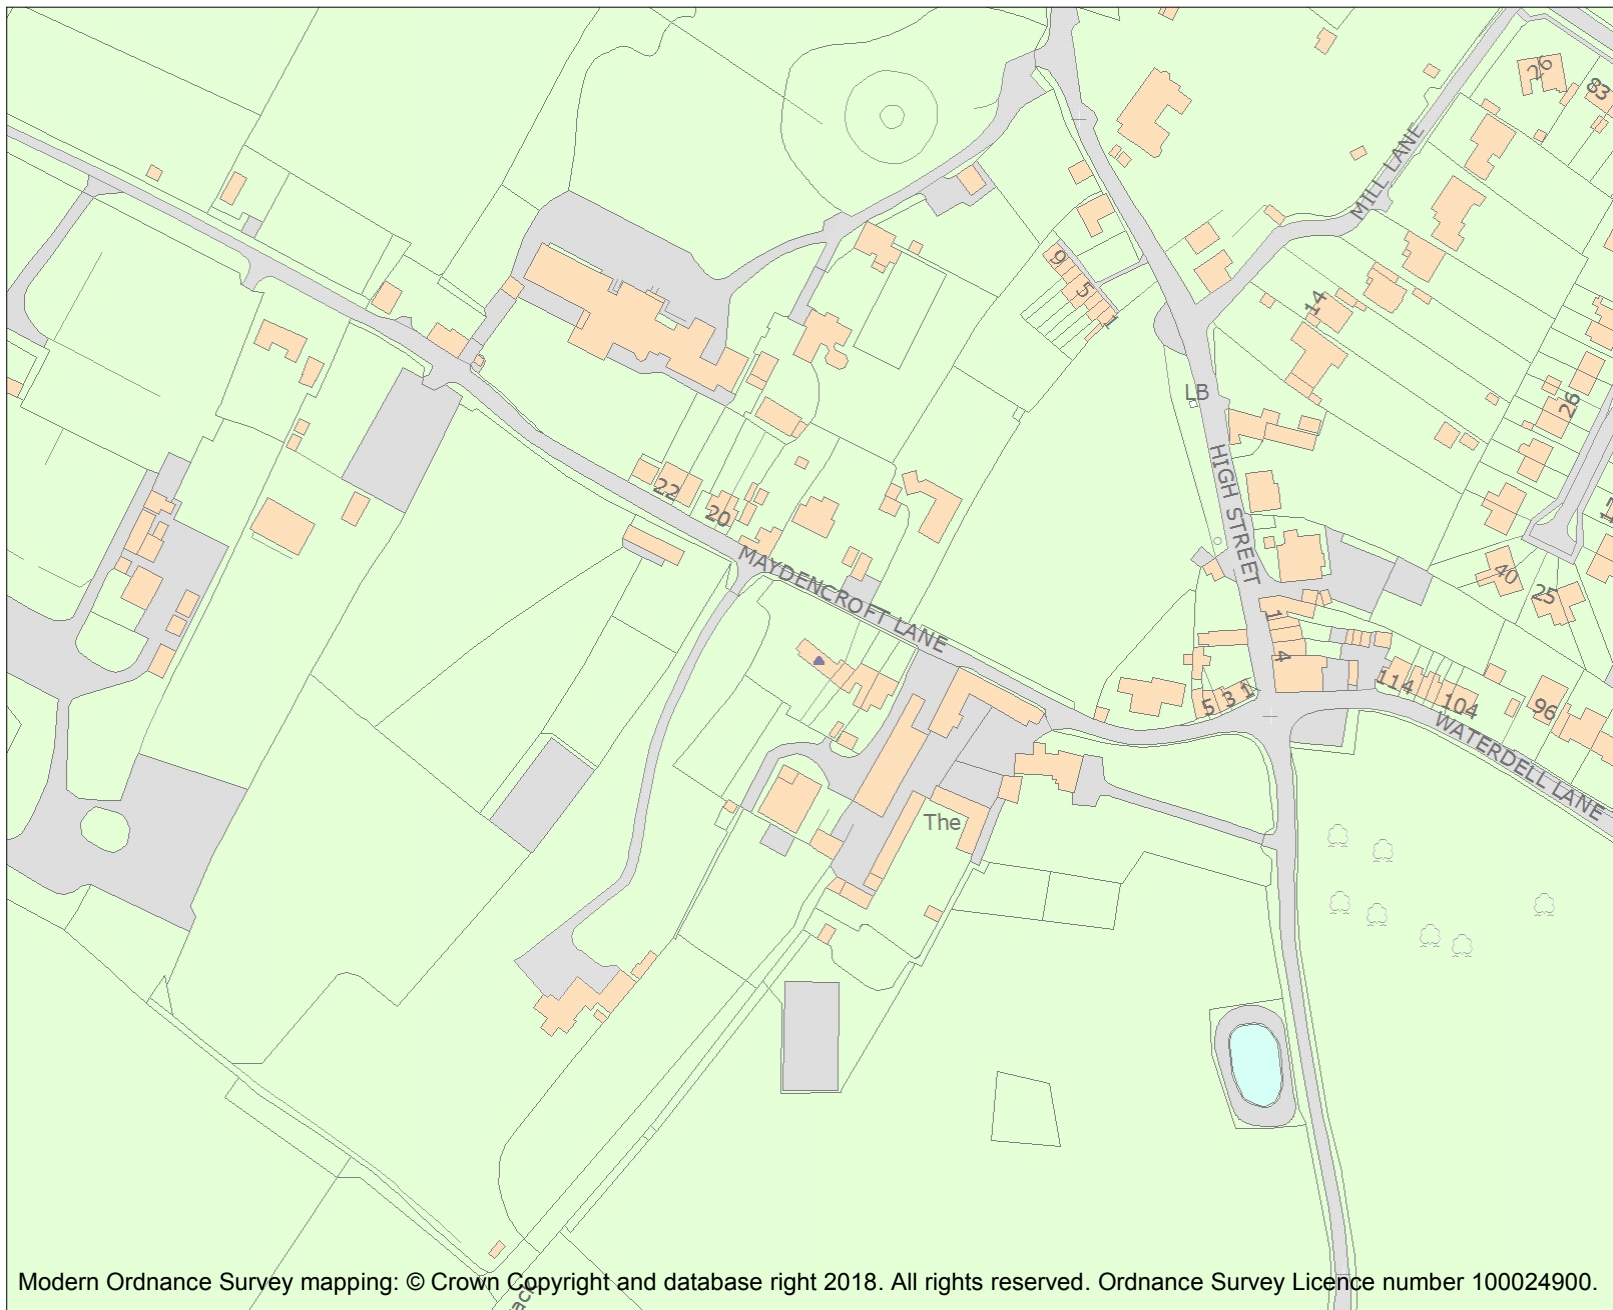 26
83
MILL LANE
9
5
1
14
LB
26
HIGH STREET
22
20
MAYDENCROFT LANE
40
25
1
4
5 3 1
114
104
96
WATERDELL LANE
The
Modern Ordnance Survey mapping: © Crown Copyright and database right 2018. All rights reserved. Ordnance Survey Licence number 100024900.